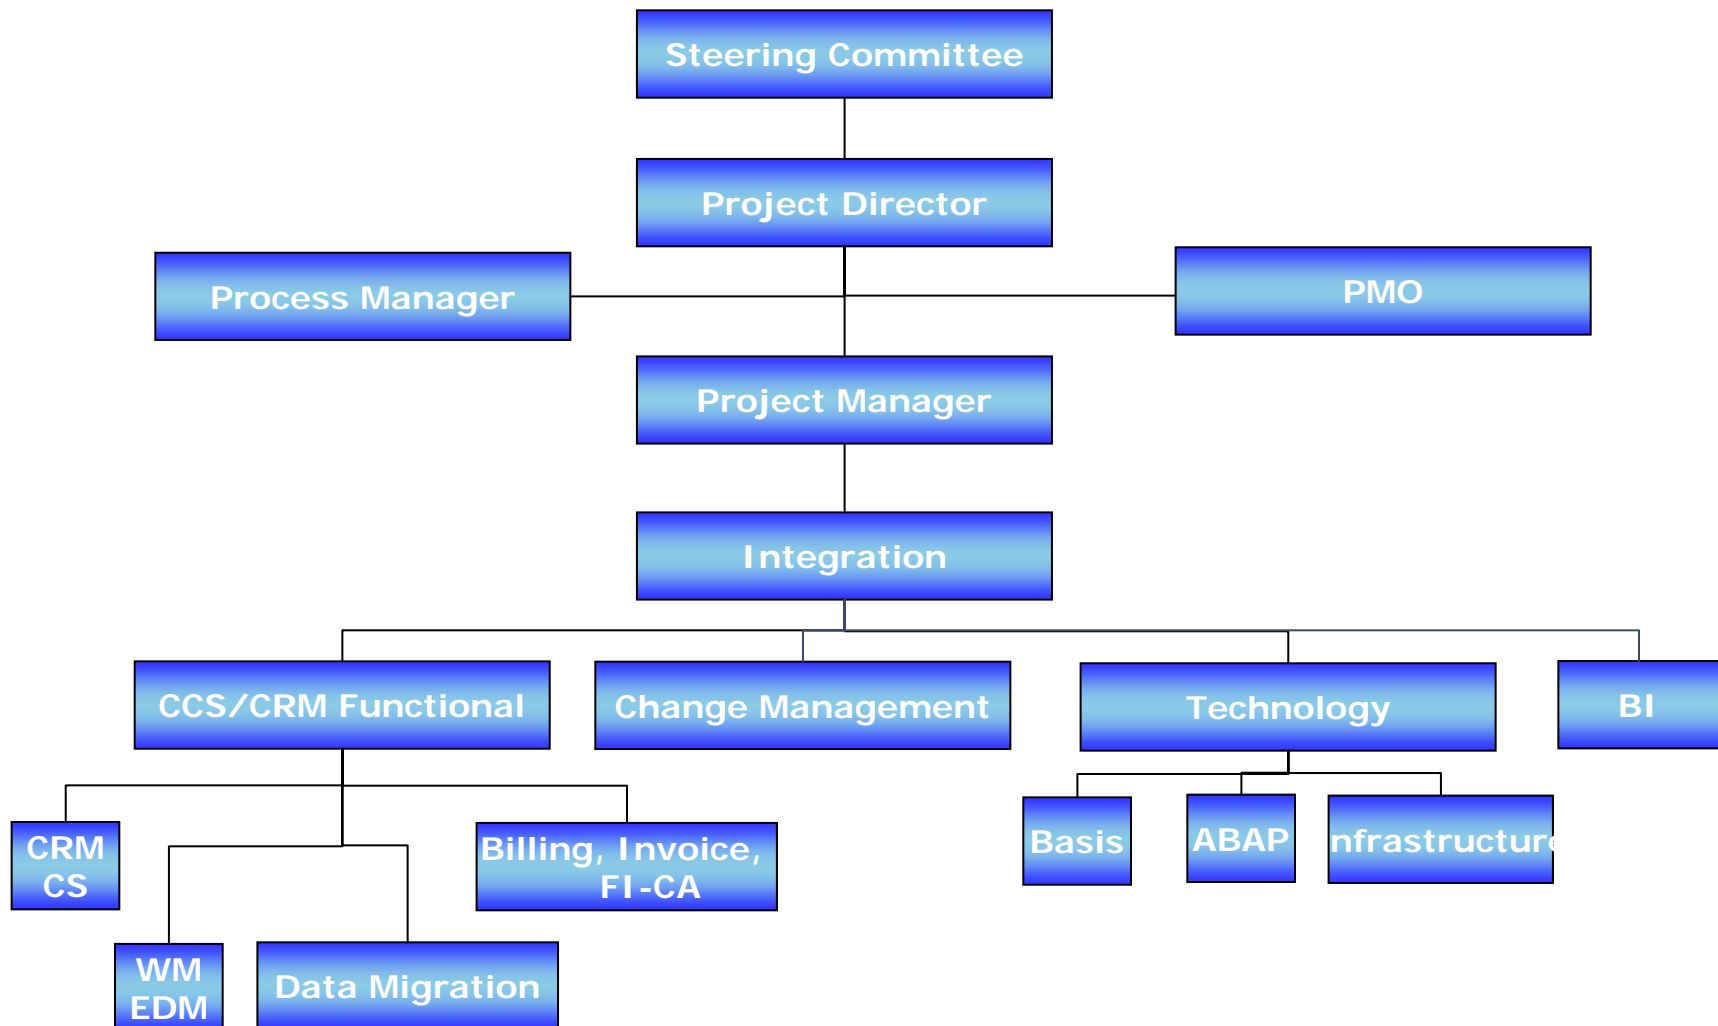 Steering Committee
Project Director
Process Manager
PMO
Project Manager
Integration
CCS/CRM Functional
Change Management
Technology
BI
CRM
CS
Billing, Invoice,
FI-CA
Basis
ABAP
nfrastructure
WM
EDM
Data Migration